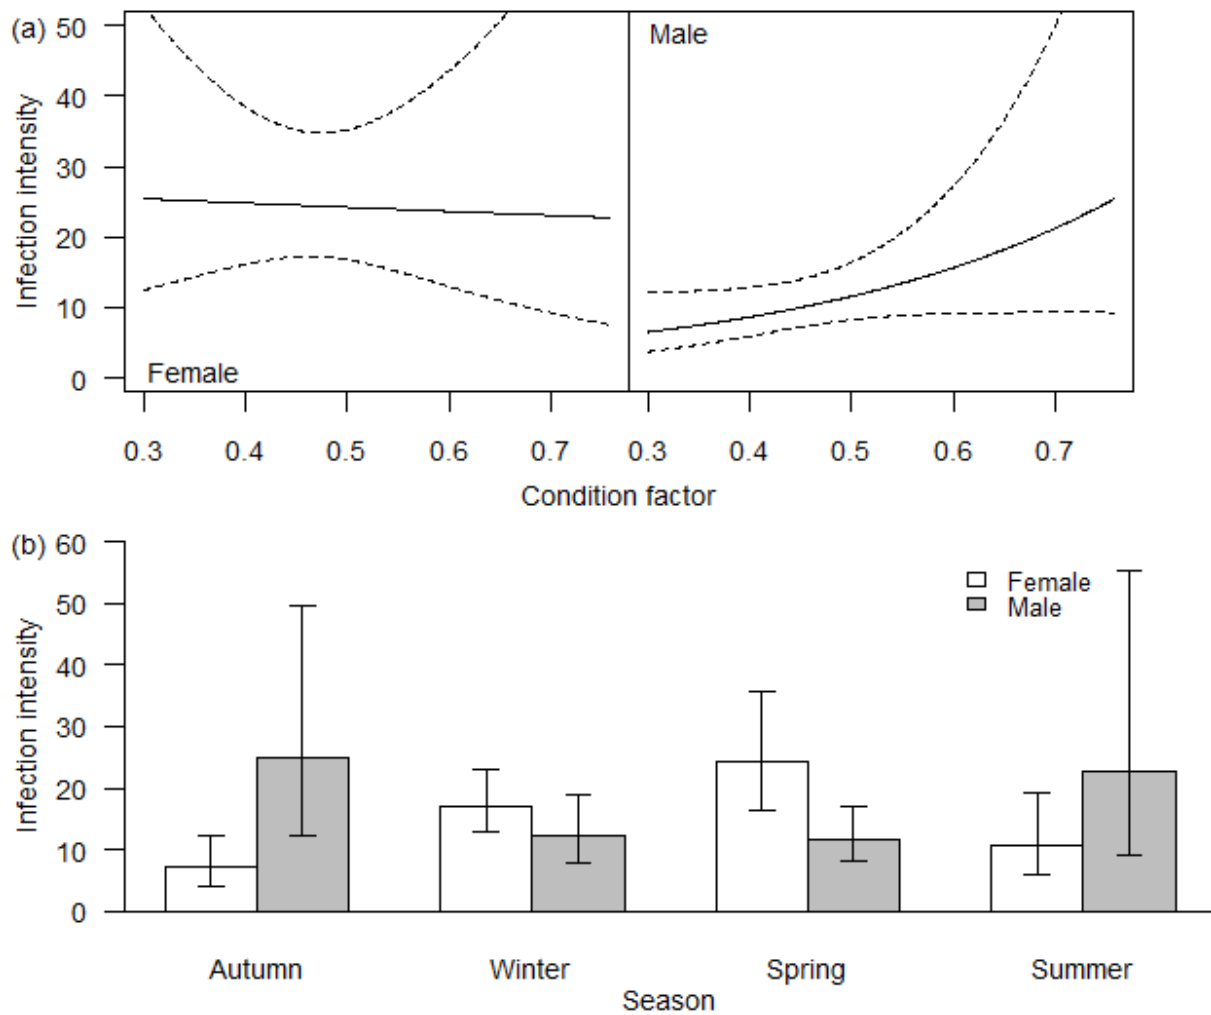 (a)
Infection intensity
50
40
30
20
10
0
Female
Male
0.3 0.4 0.5 0.6 0.7 0.3 0.4 0.5 0.6 0.7
Condition factor
(b)
Infection intensity
60
50
40
30
20
10
0
Female
Male
Autumn Winter Spring Summer
Season